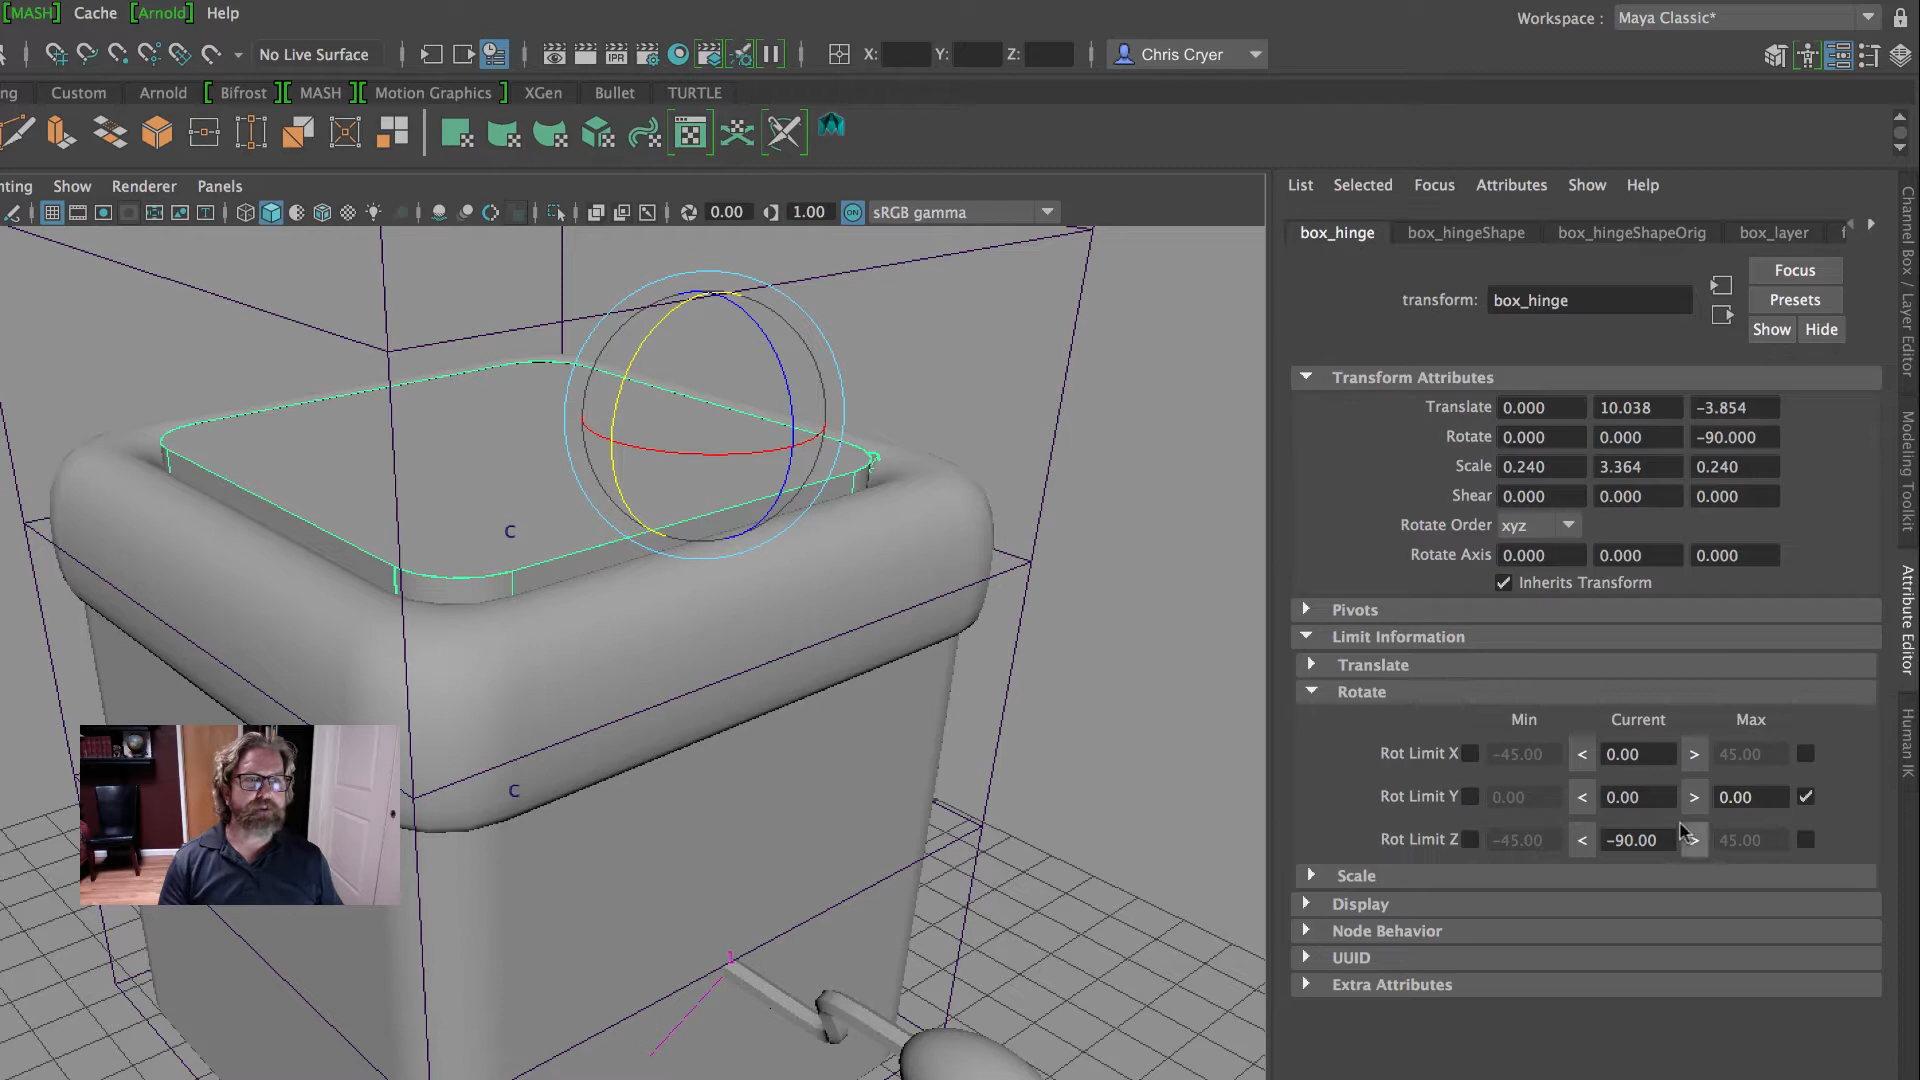 [MASH] Cache [Arnold] Help
Workspace : Maya Classic*
No Live Surface
X: Y: Z:
Chris Cryer
ng Custom Arnold [ Bifrost ][ MASH ][ Motion Graphics ] XGen Bullet TURTLE
IPR
nting Show Renderer Panels
0.00 1.00 ON sRGB gamma
List Selected Focus Attributes Show Help
box_hinge box_hingeShape box_hingeShapeOrig box_layer f
Focus
transform: box_hinge
Presets
Show Hide
Transform Attributes
Translate 0.000 10.038 -3.854
Rotate 0.000 0.000 -90.000
Scale 0.240 3.364 0.240
Shear 0.000 0.000 0.000
Rotate Order xyz
Rotate Axis 0.000 0.000 0.000
Inherits Transform
Pivots
Limit Information
Translate
Rotate
Min Current Max
Rot Limit X -45.00 < 0.00 > 45.00
Rot Limit Y 0.00 < 0.00 > 0.00
Rot Limit Z -45.00 < -90.00 > 45.00
Scale
Display
Node Behavior
UUID
Extra Attributes
Channel Box / Layer Editor
Modeling Toolkit
Attribute Editor
Human IK
C
C
1